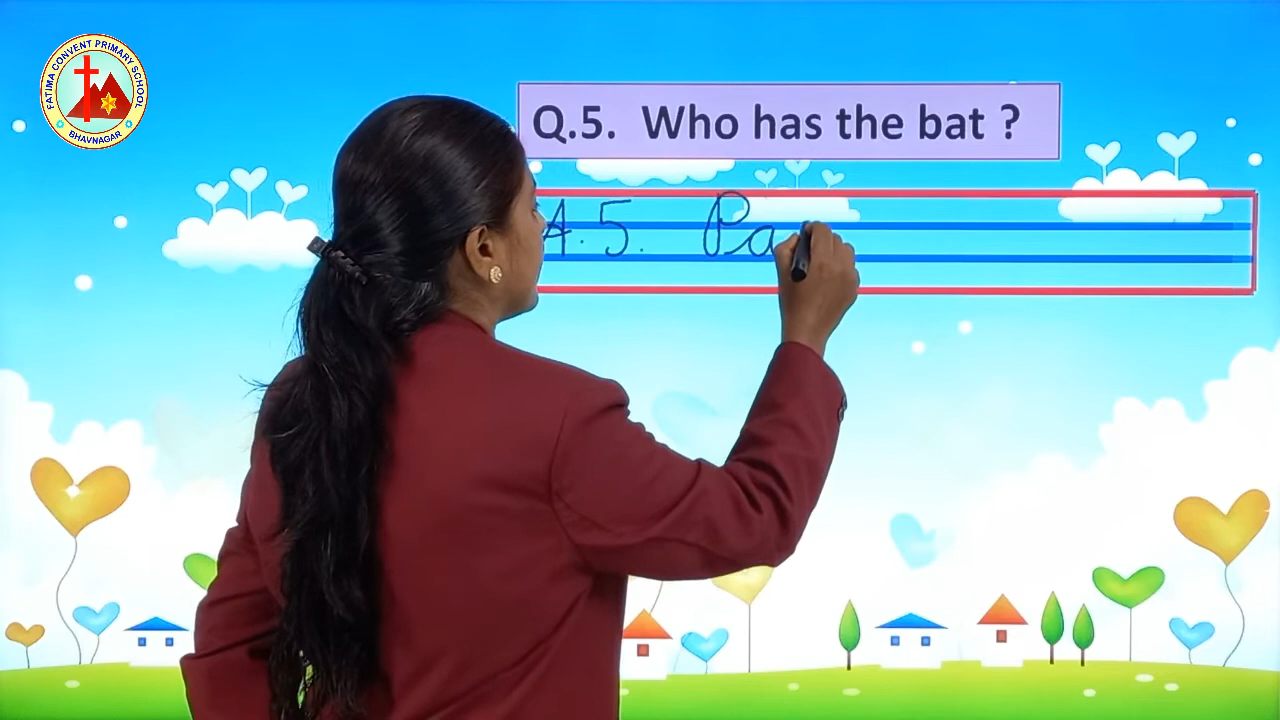 FATIMA CONVENT PRIMARY SCHOOL
BHAVNAGAR
Q.5. Who has the bat ?
A.5. Pa